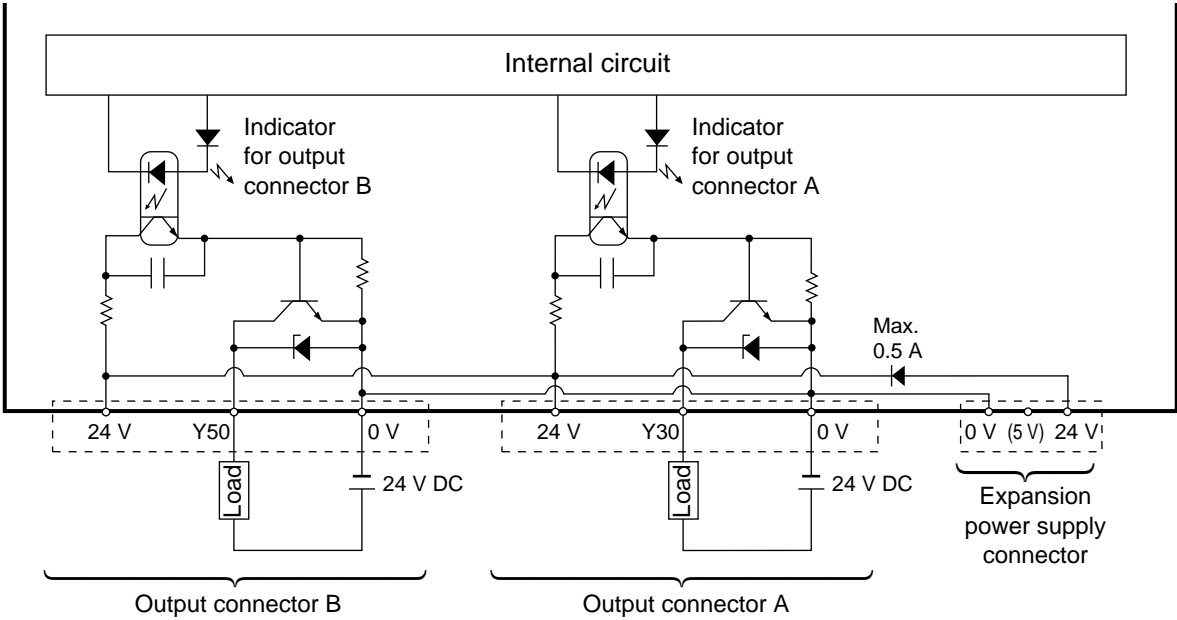 Internal circuit
Indicator
for output
connector B
Indicator
for output
connector A
Max.
0.5 A
24 V
Y50
0 V
24 V
Y30
0 V
0 V
(5 V)
24 V
Load
24 V DC
Load
24 V DC
Expansion
power supply
connector
Output connector B
Output connector A